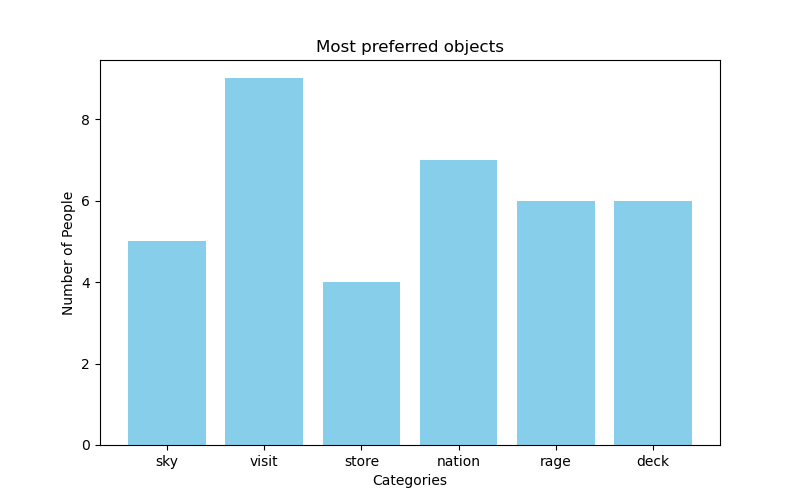 Most preferred objects
Number of People
8
6
4
2
0
sky visit store nation rage deck
Categories